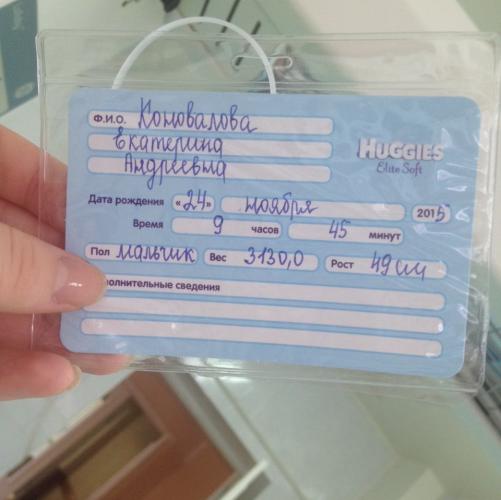 Ф.И.О. Коновалова
Екатерина
Андреевна
HUGGIES
Elite Soft
Дата рождения «24» ноября 2015
Время 9 часов 45 минут
Пол мальчик Вес 3130,0 Рост 49 см
полнительные сведения